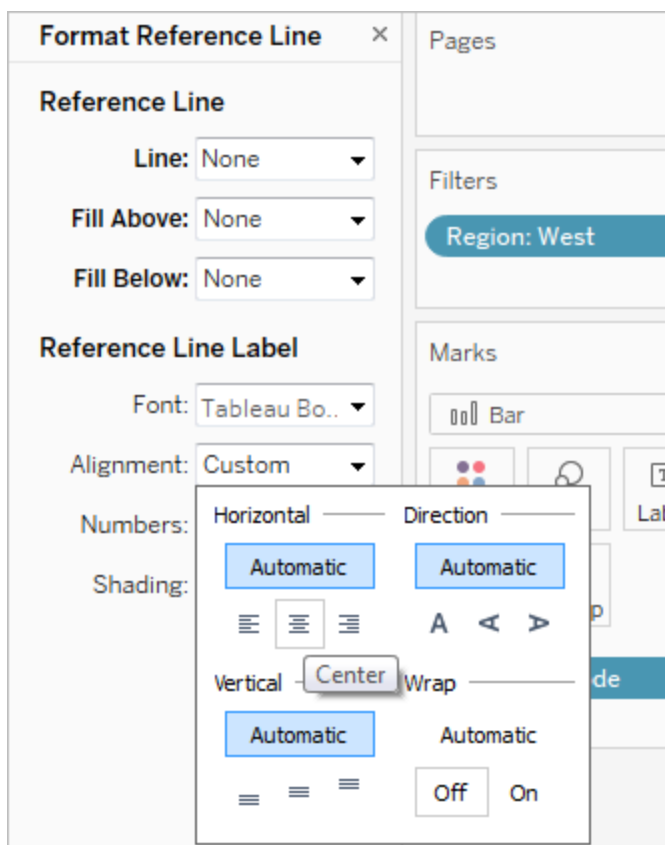 Format Reference Line ×
Reference Line
Line: None
Fill Above: None
Fill Below: None
Reference Line Label
Font: Tableau Bo..
Alignment: Custom
Numbers:
Shading:
Horizontal
Automatic
Direction
Automatic
A A A
Center
Vertical
Automatic
Wrap
Automatic
Off On
Pages
Filters
Region: West
Marks
Bar